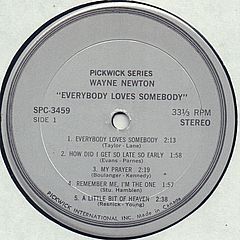 PICKWICK SERIES
WAYNE NEWTON
"EVERYBODY LOVES SOMEBODY"
SPC-3459
33⅓ RPM
SIDE 1
STEREO
1. EVERYBODY LOVES SOMEBODY 2:13
(Taylor - Lane)
2. HOW DID I GET SO LATE SO EARLY 1:58
(Evans - Parnes)
3. MY PRAYER 2:30
(Boulanger - Kennedy)
4. REMEMBER ME, I'M THE ONE 1:58
(Stu. Hamblen)
5. A LITTLE BIT OF HEAVEN 2:58
(Resnick - Young)
PICKWICK INTERNATIONAL INC. Made in Canada